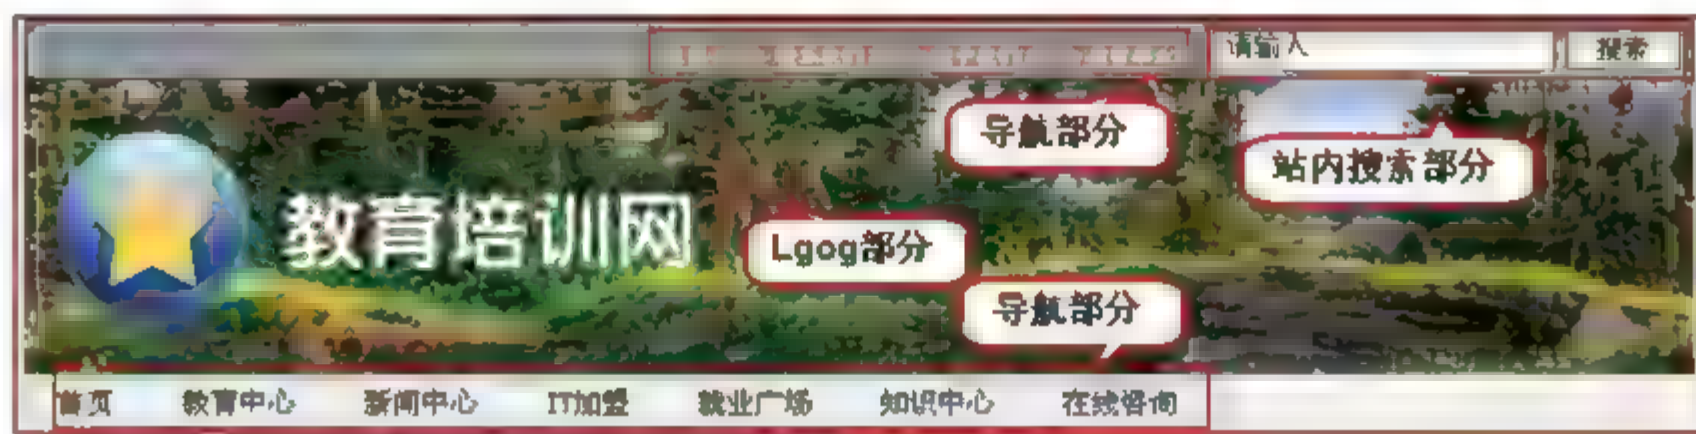 请输入 搜索
导航部分
站内搜索部分
教育培训网
Lgog部分
导航部分
首页 教育中心 新闻中心 IT加盟 就业广场 知识中心 在线咨询